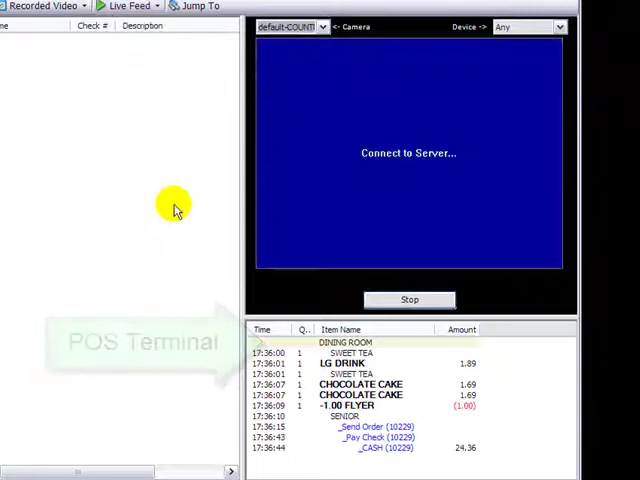 Recorded Video Live Feed Jump To
me Check # Description
default-COUNT <-- Camera Device --> Any
Connect to Server...
Stop
POS Terminal
Time Q.. Item Name Amount
DINING ROOM
17:36:00 1 SWEET TEA
17:36:01 1 LG DRINK 1.89
17:36:01 1 SWEET TEA
17:36:07 1 CHOCOLATE CAKE 1.69
17:36:07 1 CHOCOLATE CAKE 1.69
17:36:09 1 -1.00 FLYER (1.00)
17:36:10 SENIOR
17:36:15 _Send Order (10229)
17:36:43 _Pay Check (10229)
17:36:44 _CASH (10229) 24.36